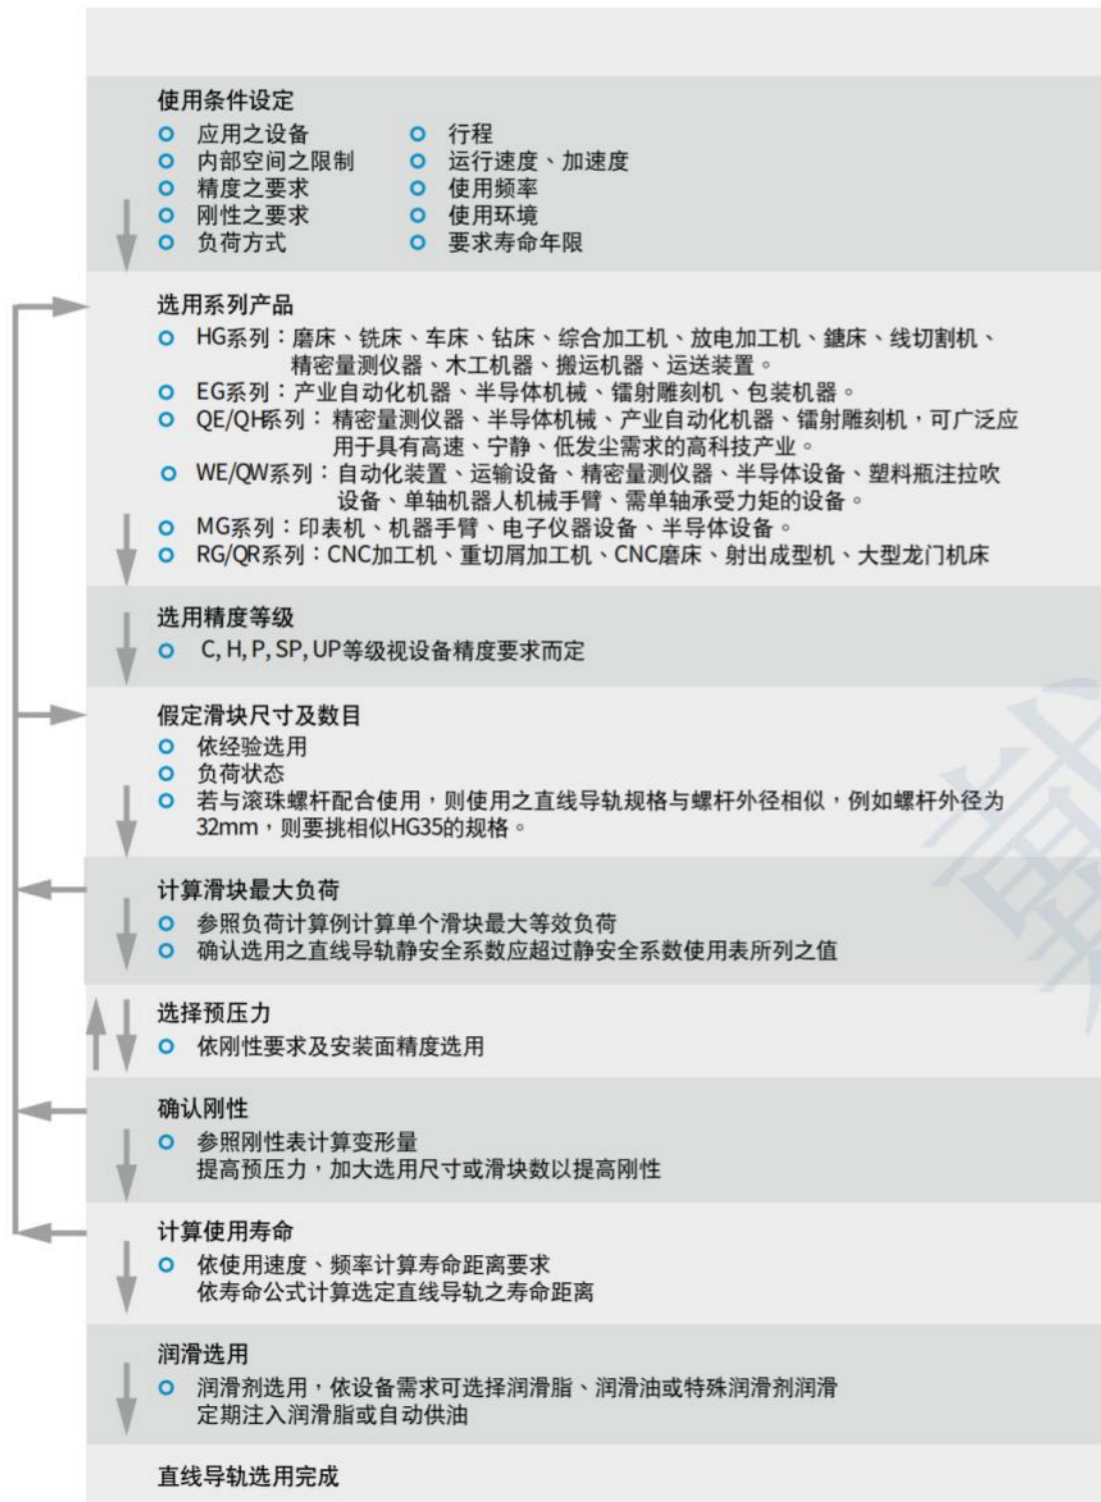 使用条件设定
应用之设备
行程
内部空间之限制
运行速度、加速度
精度之要求
使用频率
刚性之要求
使用环境
负荷方式
要求寿命年限
选用系列产品
HG系列：磨床、铣床、车床、钻床、综合加工机、放电加工机、鏣床、线切割机、
精密量测仪器、木工机器、搬运机器、运送装置。
EG系列：产业自动化机器、半导体机械、镭射雕刻机、包装机器。
QE/QH系列：精密量测仪器、半导体机械、产业自动化机器、镭射雕刻机，可广泛应
用于具有高速、宁静、低发尘需求的高科技产业。
WE/QW系列：自动化装置、运输设备、精密量测仪器、半导体设备、塑料瓶注拉吹
设备、单轴机器人机械手臂、需单轴承受力矩的设备。
MG系列：印表机、机器手臂、电子仪器设备、半导体设备。
RG/QR系列：CNC加工机、重切屑加工机、CNC磨床、射出成型机、大型龙门机床
选用精度等级
C, H, P, SP, UP等级视设备精度要求而定
假定滑块尺寸及数目
依经验选用
负荷状态
若与滚珠螺杆配合使用，则使用之直线导轨规格与螺杆外径相似，例如螺杆外径为
32mm，则要挑相似HG35的规格。
计算滑块最大负荷
参照负荷计算例计算单个滑块最大等效负荷
确认选用之直线导轨静安全系数应超过静安全系数使用表所列之值
选择预压力
依刚性要求及安装面精度选用
确认刚性
参照刚性表计算变形量
提高预压力，加大选用尺寸或滑块数以提高刚性
计算使用寿命
依使用速度、频率计算寿命距离要求
依寿命公式计算选定直线导轨之寿命距离
润滑选用
润滑剂选用，依设备需求可选择润滑脂、润滑油或特殊润滑剂润滑
定期注入润滑脂或自动供油
直线导轨选用完成